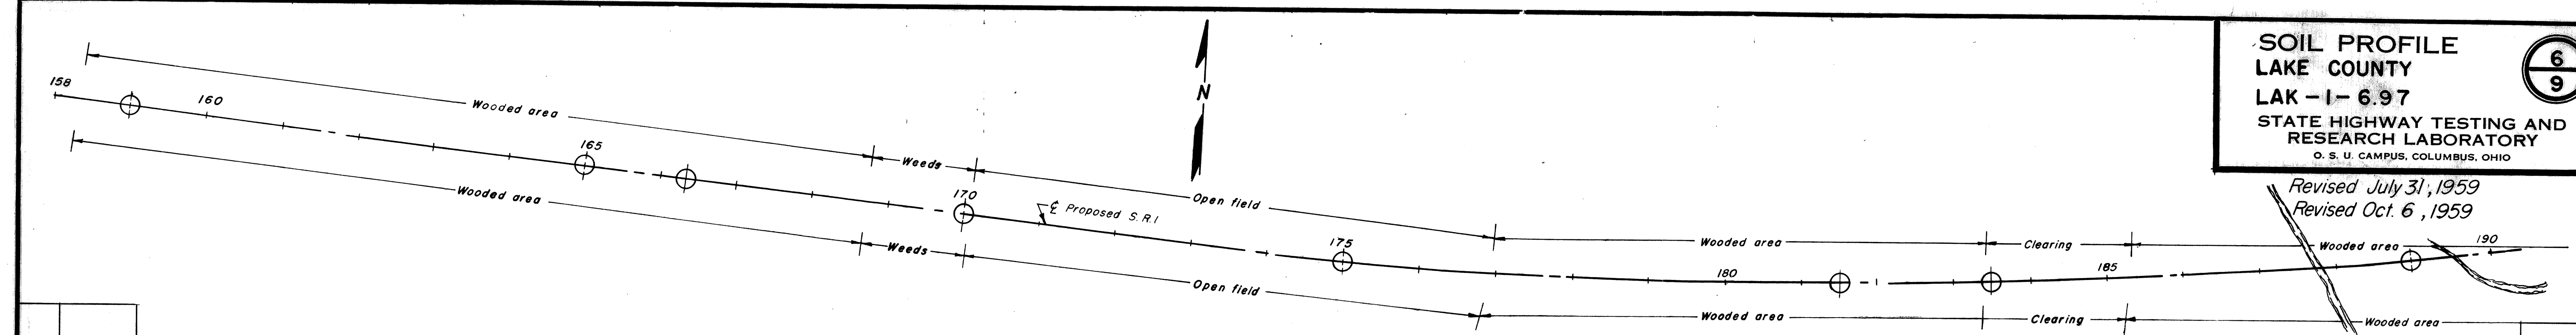 SOIL PROFILE
LAKE COUNTY
LAK-1-6.97
STATE HIGHWAY TESTING AND
RESEARCH LABORATORY
O. S. U. CAMPUS, COLUMBUS, OHIO
6
9
Revised July 31, 1959
Revised Oct. 6, 1959
158
160
Wooded area
165
Weeds
N
170
℄ Proposed S.R.1
Open field
Wooded area
Weeds
175
Open field
Wooded area
180
Clearing
185
Wooded area
190
Wooded area
Clearing
Wooded area